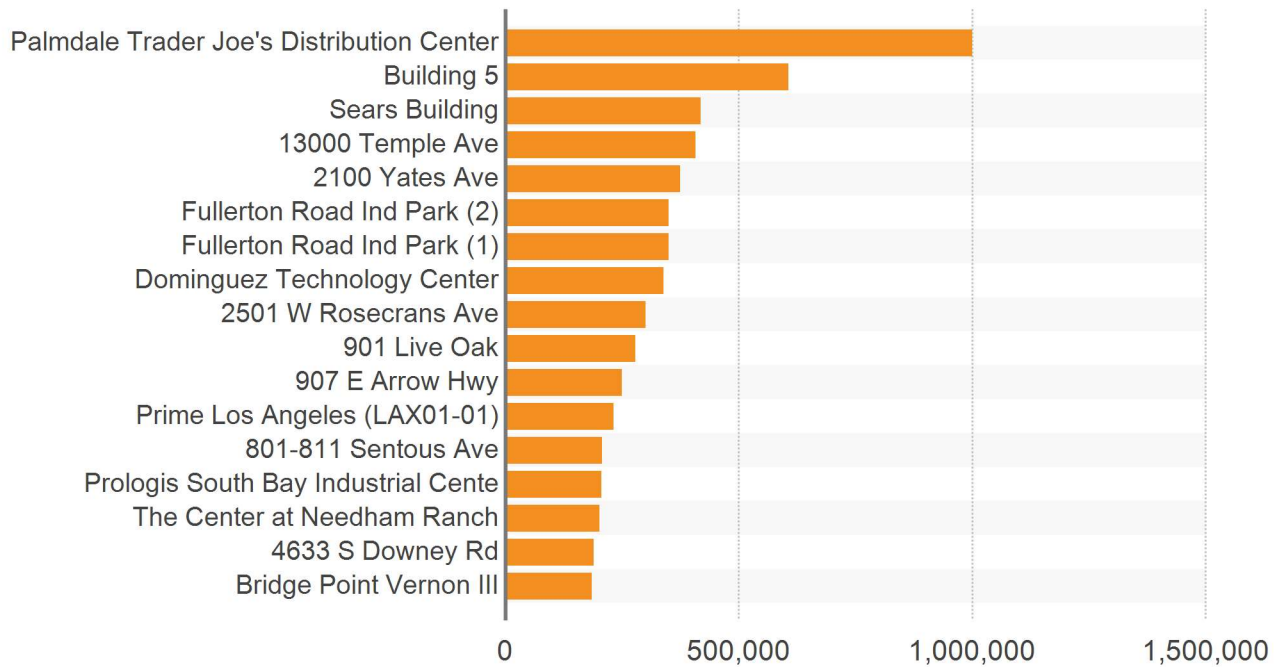 Palmdale Trader Joe's Distribution Center
Building 5
Sears Building
13000 Temple Ave
2100 Yates Ave
Fullerton Road Ind Park (2)
Fullerton Road Ind Park (1)
Dominguez Technology Center
2501 W Rosecrans Ave
901 Live Oak
907 E Arrow Hwy
Prime Los Angeles (LAX01-01)
801-811 Sentous Ave
Prologis South Bay Industrial Cente
The Center at Needham Ranch
4633 S Downey Rd
Bridge Point Vernon III
0 500,000 1,000,000 1,500,000